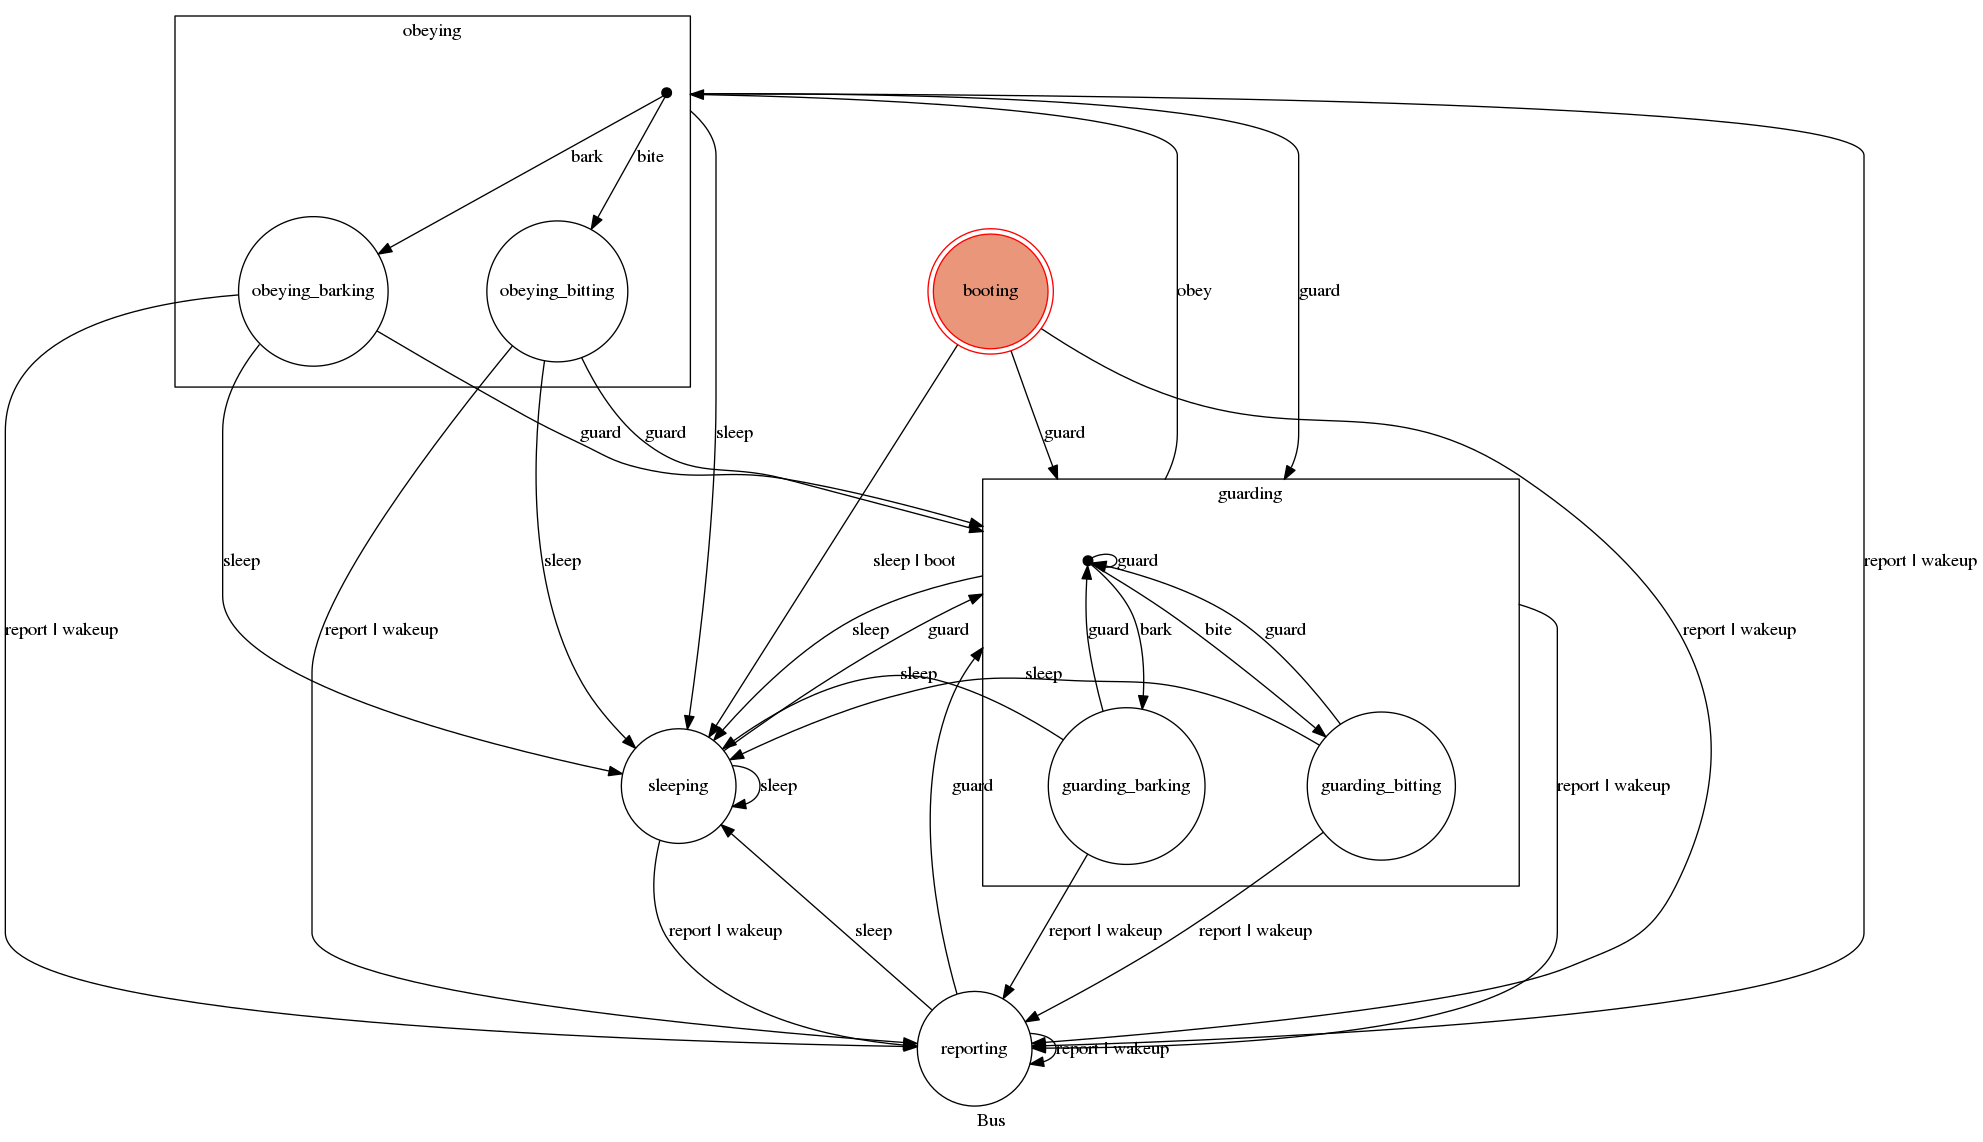 obeying
bark
bite
obeying_barking
obeying_bitting
booting
obey
guard
guard
guard
sleep
guard
guarding
sleep
sleep
sleep | boot
guard
report | wakeup
report | wakeup
report | wakeup
sleep
guard
guard
bark
bite
guard
report | wakeup
sleep
sleep
sleeping
sleep
guard
guarding_barking
guarding_bitting
report | wakeup
report | wakeup
sleep
report | wakeup
report | wakeup
reporting
report | wakeup
Bus